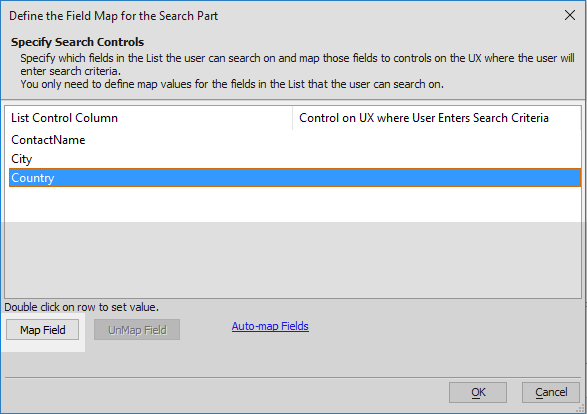 Define the Field Map for the Search Part
Specify Search Controls
Specify which fields in the List the user can search on and map those fields to controls on the UX where the user will
enter search criteria.
You only need to define map values for the fields in the List that the user can search on.
List Control Column
Control on UX where User Enters Search Criteria
ContactName
City
Country
Double click on row to set value.
Map Field
UnMap Field
Auto-map Fields
OK
Cancel